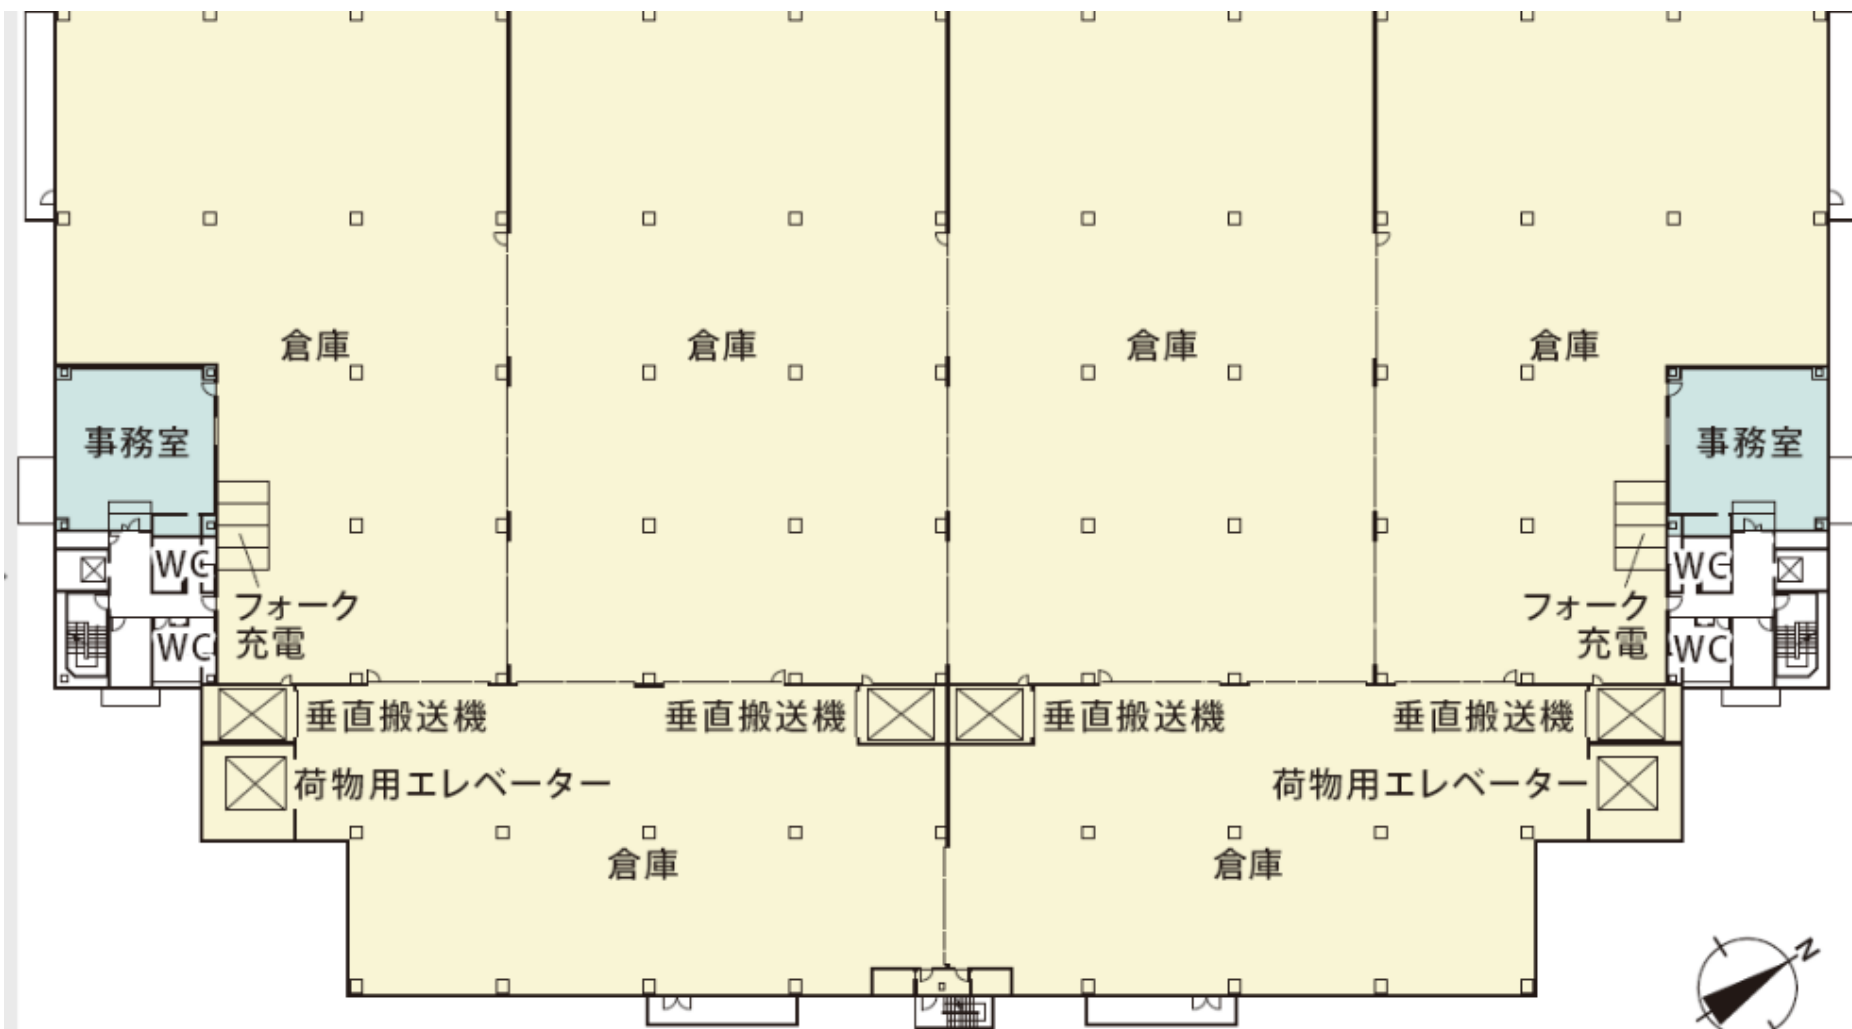 倉庫
倉庫
倉庫
倉庫
事務室
事務室
WC
WC
フォーク
充電
フォーク
充電
WC
WC
垂直搬送機
垂直搬送機
垂直搬送機
垂直搬送機
荷物用エレベーター
荷物用エレベーター
倉庫
倉庫
N